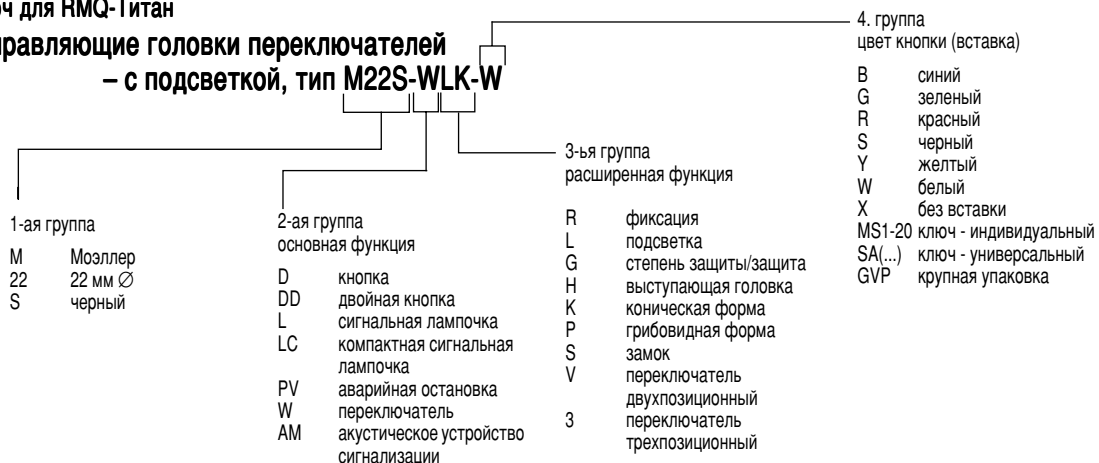 для RMQ-Титан
головки переключателей
– с подсветкой, тип M22S-WLK-W
1-ая группа
M Моэллер
22 22 мм ∅
S черный
2-ая группа
основная функция
D кнопка
DD двойная кнопка
L сигнальная лампочка
LC компактная сигнальная
лампочка
PV аварийная остановка
W переключатель
AM акустическое устройство
сигнализации
3-ья группа
расширенная функция
R фиксация
L подсветка
G степень защиты/защита
H выступающая головка
K коническая форма
P грибовидная форма
S замок
V переключатель
двухпозиционный
3 переключатель
трехпозиционный
4. группа
цвет кнопки (вставка)
B синий
G зеленый
R красный
S черный
Y желтый
W белый
X без вставки
MS1-20 ключ - индивидуальный
SA(...) ключ - универсальный
GVP крупная упаковка